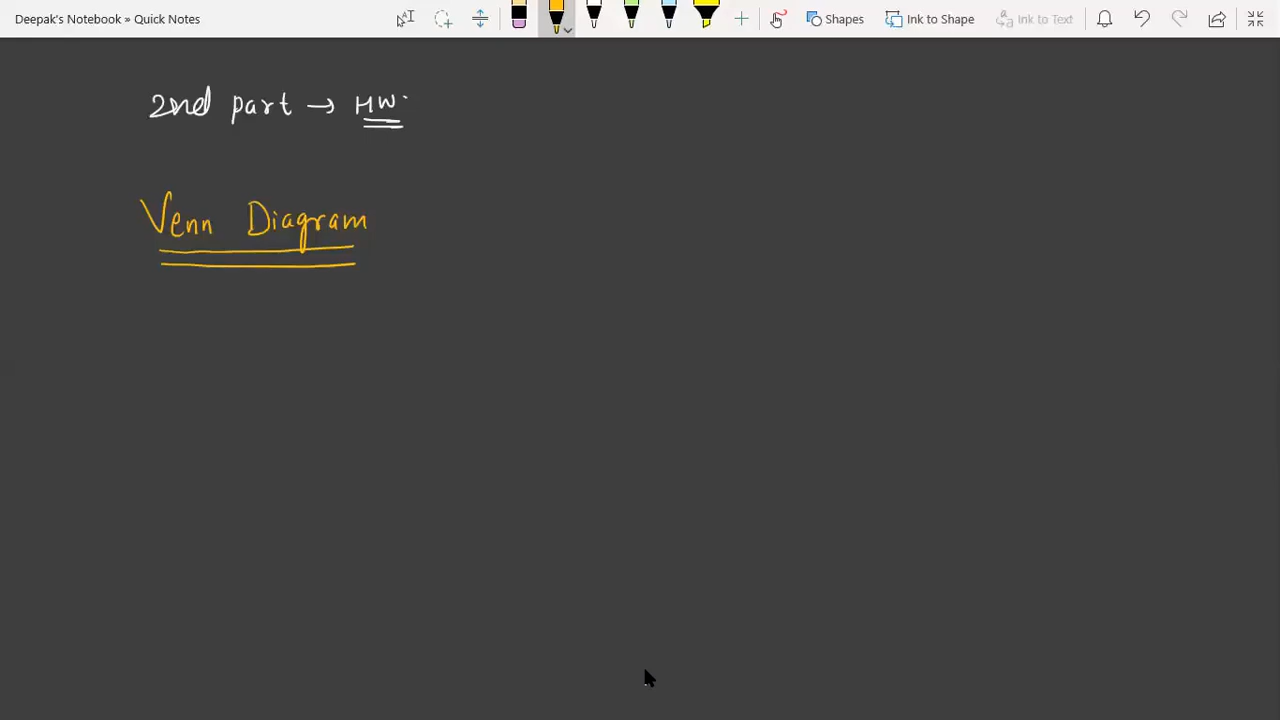 Deepak's Notebook » Quick Notes
Shapes
Ink to Shape
Ink to Text
2nd part → HW.
Venn Diagram